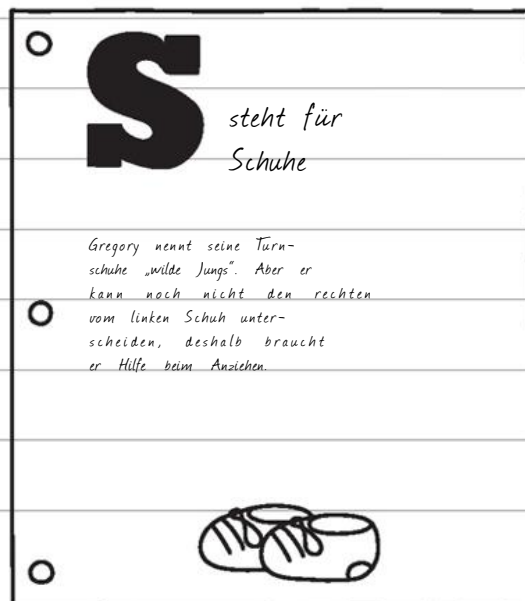 S
steht für
Schuhe
Gregory nennt seine Turn-
schuhe „wilde Jungs“. Aber er
kann noch nicht den rechten
vom linken Schuh unter-
scheiden, deshalb braucht
er Hilfe beim Anziehen.